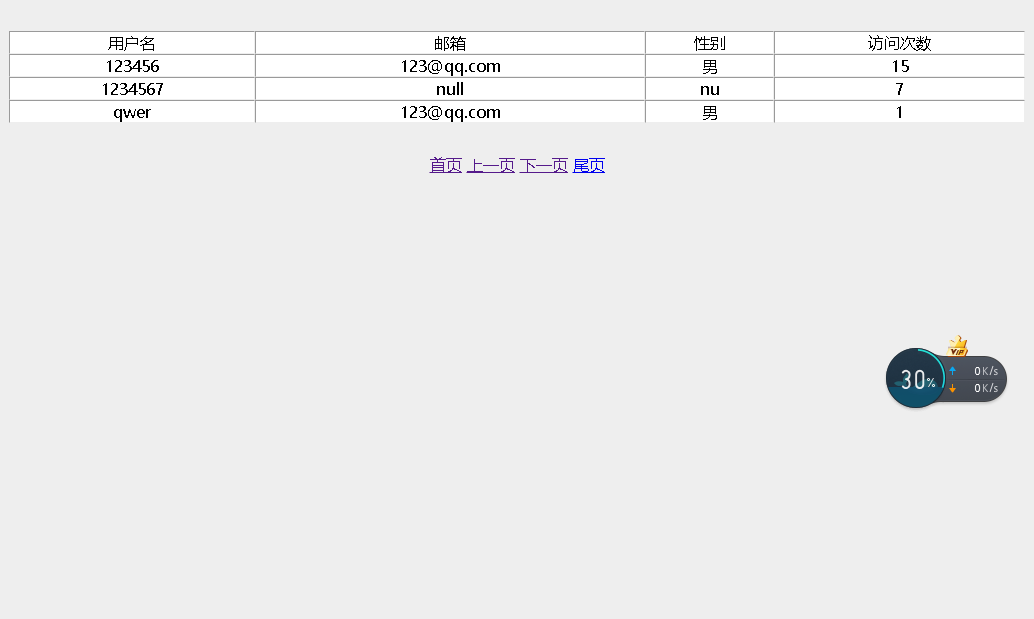 用户名 邮箱 性别 访问次数
123456 123@qq.com 男 15
1234567 null nu 7
qwer 123@qq.com 男 1
首页 上一页 下一页 尾页
VIP
30% 0K/s
0K/s